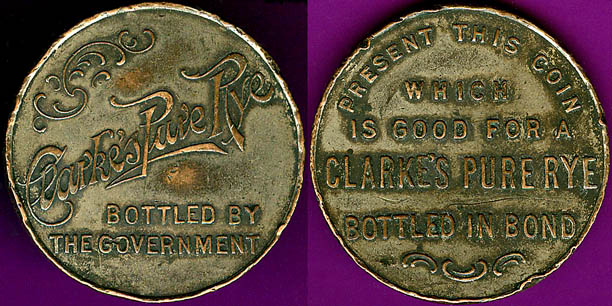 Clarke's Pure Rye
BOTTLED BY
THE GOVERNMENT
PRESENT THIS COIN
WHICH
IS GOOD FOR A
CLARKE'S PURE RYE
BOTTLED IN BOND